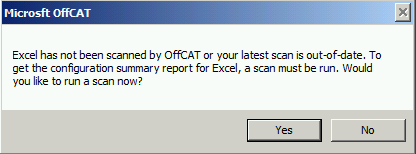 Microsft OffCAT
Excel has not been scanned by OffCAT or your latest scan is out-of-date. To
get the configuration summary report for Excel, a scan must be run. Would
you like to run a scan now?
Yes
No